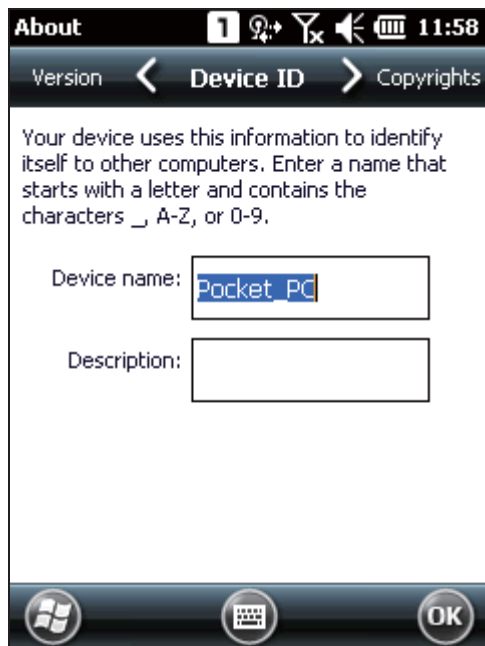 About 1 11:58
Version Device ID Copyrights
Your device uses this information to identify
itself to other computers. Enter a name that
starts with a letter and contains the
characters _, A-Z, or 0-9.
Device name: Pocket_PC
Description:
OK